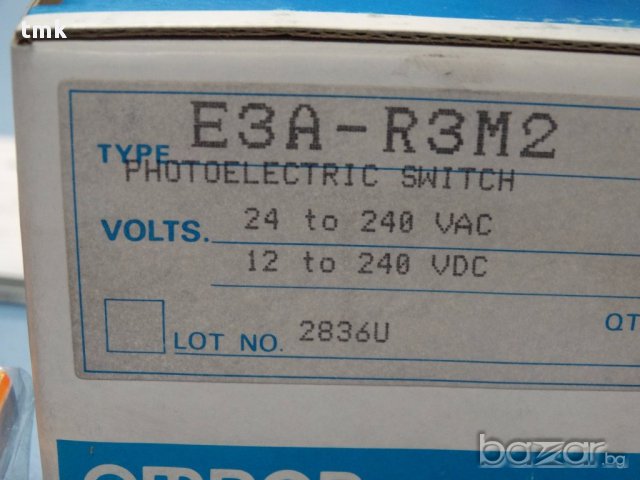 tmk
TYPE E3A-R3M2
PHOTOELECTRIC SWITCH
VOLTS. 24 to 240 VAC
12 to 240 VDC
LOT NO. 2836U
QT
OMRON
bazar.bg